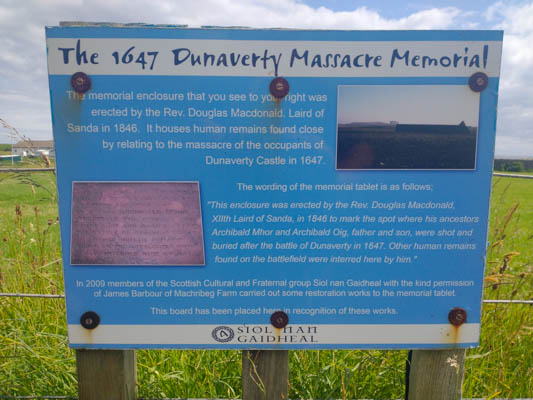 The 1647 Dunaverty Massacre Memorial
The memorial enclosure that you see to your right was
erected by the Rev. Douglas Macdonald, Laird of
Sanda in 1846. It houses human remains found close
by relating to the massacre of the occupants of
Dunaverty Castle in 1647.
The wording of the memorial tablet is as follows;
"This enclosure was erected by the Rev. Douglas Macdonald,
XIIth Laird of Sanda, in 1846 to mark the spot where his ancestors
Archibald Mhor and Archibald Oig, father and son, were shot and
buried after the battle of Dunaverty in 1647. Other human remains
found on the battlefield were interred here by him."
In 2009 members of the Scottish Cultural and Fraternal group Siol nan Gaidheal with the kind permission
of James Barbour of Machribeg Farm carried out some restoration works to the memorial tablet.
This board has been placed here in recognition of these works.
SIOL NAN
GAIDHEAL